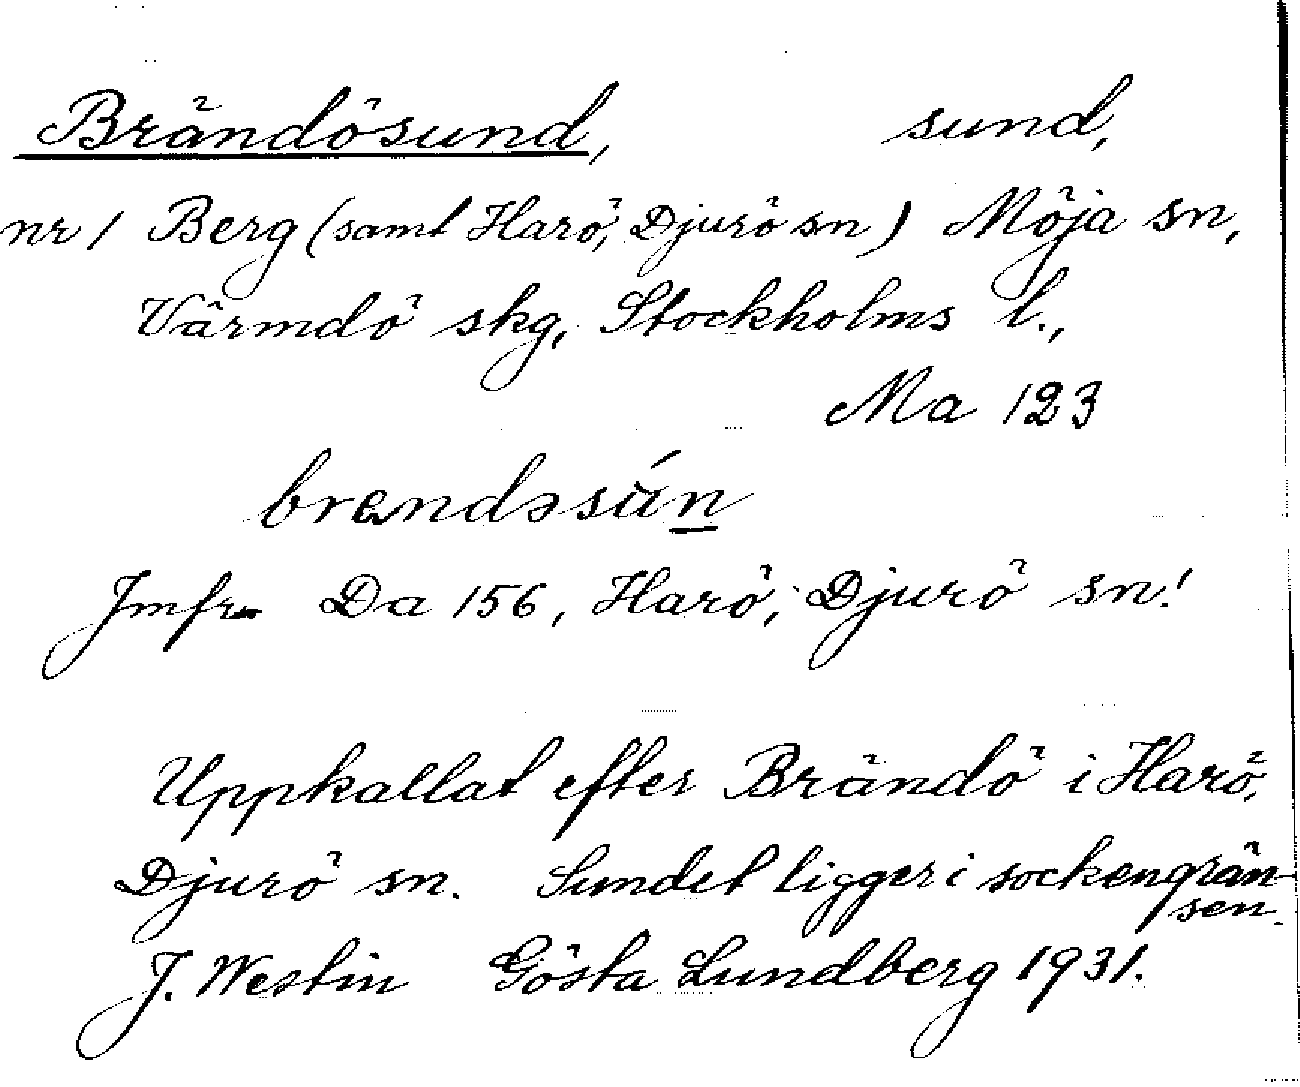 Brändösund, sund,
nr 1 Berg (samt Harö, Djurö sn) Möja sn,
Värmdö skg, Stockholms l.,
Ma 123
brendəsún
Jmfr Da 156, Harö, Djurö sn!
Uppkallat efter Brändö i Harö,
Djurö sn. Sundet ligger i sockengrän-
sen.
J. Westin Gösta Lundberg 1931.